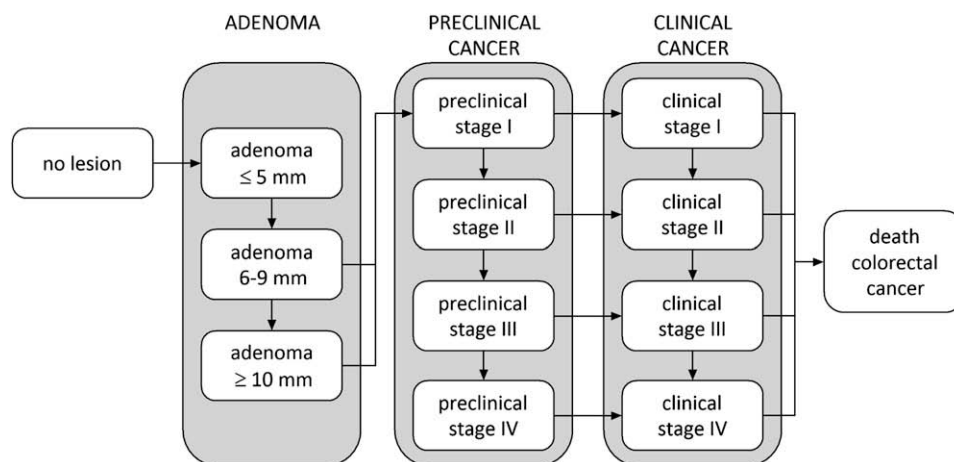 ADENOMA
PRECLINICAL
CANCER
CLINICAL
CANCER
no lesion
adenoma
≤ 5 mm
adenoma
6-9 mm
adenoma
≥ 10 mm
preclinical
stage I
preclinical
stage II
preclinical
stage III
preclinical
stage IV
clinical
stage I
clinical
stage II
clinical
stage III
clinical
stage IV
death
colorectal
cancer